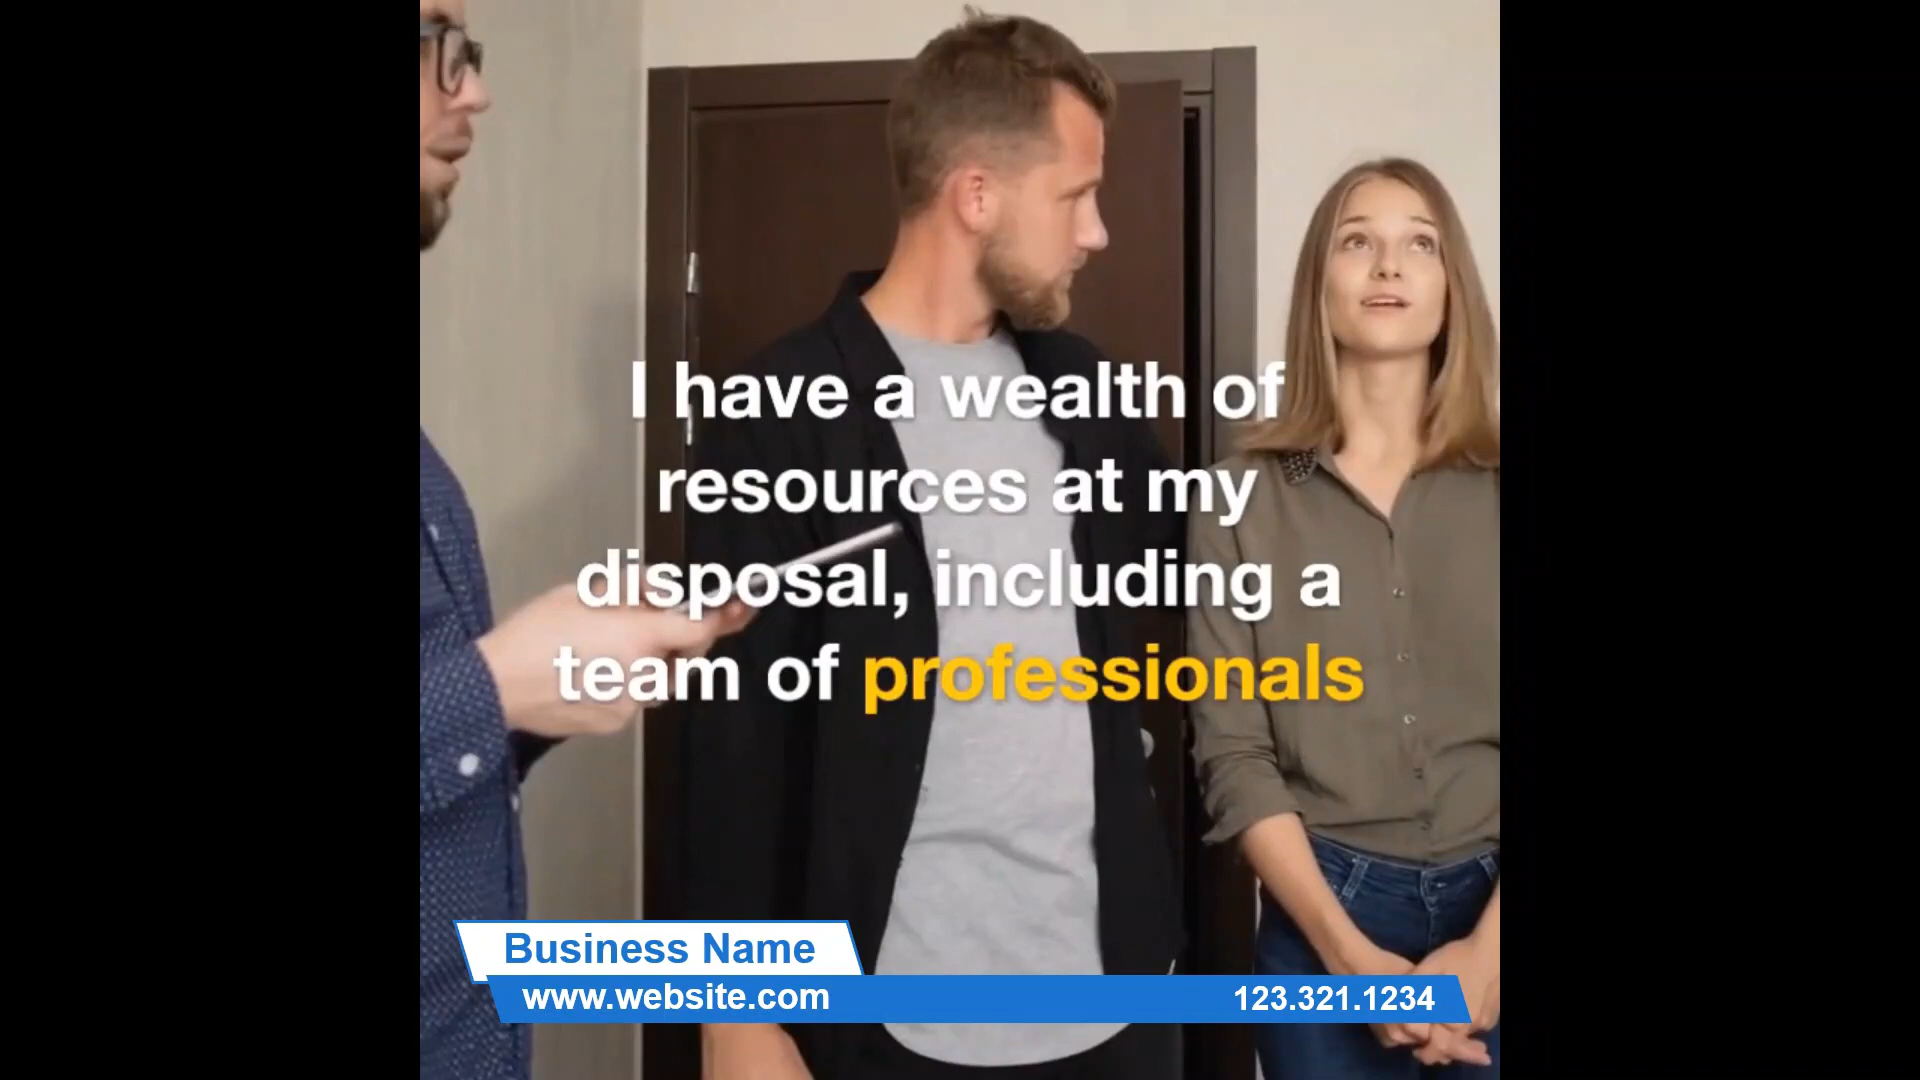 I have a wealth of
resources at my
disposal, including a
team of professionals
Business Name
www.website.com
123.321.1234